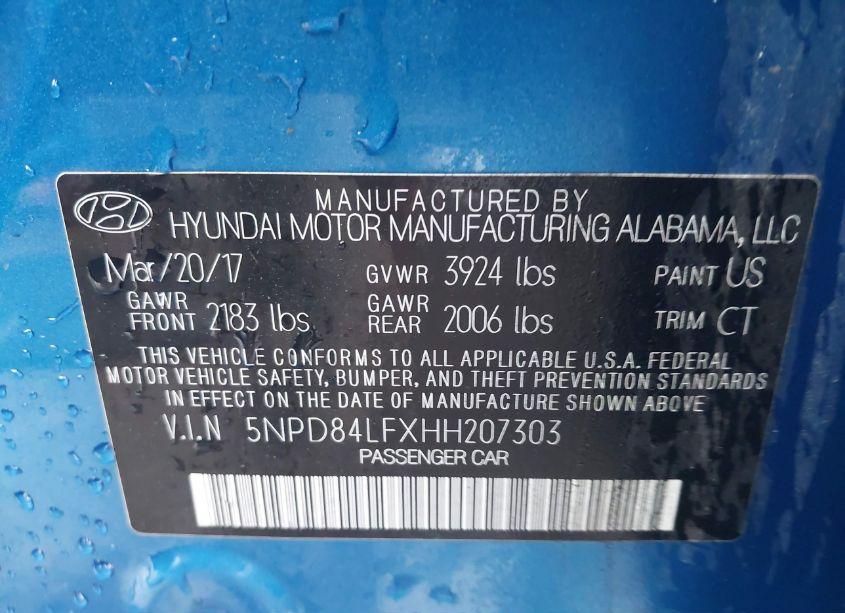 MANUFACTURED BY
HYUNDAI MOTOR MANUFACTURING ALABAMA, LLC
Mar/20/17 GVWR 3924 lbs PAINT US
GAWR FRONT 2183 lbs GAWR REAR 2006 lbs TRIM CT
THIS VEHICLE CONFORMS TO ALL APPLICABLE U.S.A. FEDERAL
MOTOR VEHICLE SAFETY, BUMPER, AND THEFT PREVENTION STANDARDS
IN EFFECT ON THE DATE OF MANUFACTURE SHOWN ABOVE.
V.I.N 5NPD84LFXHH207303
PASSENGER CAR